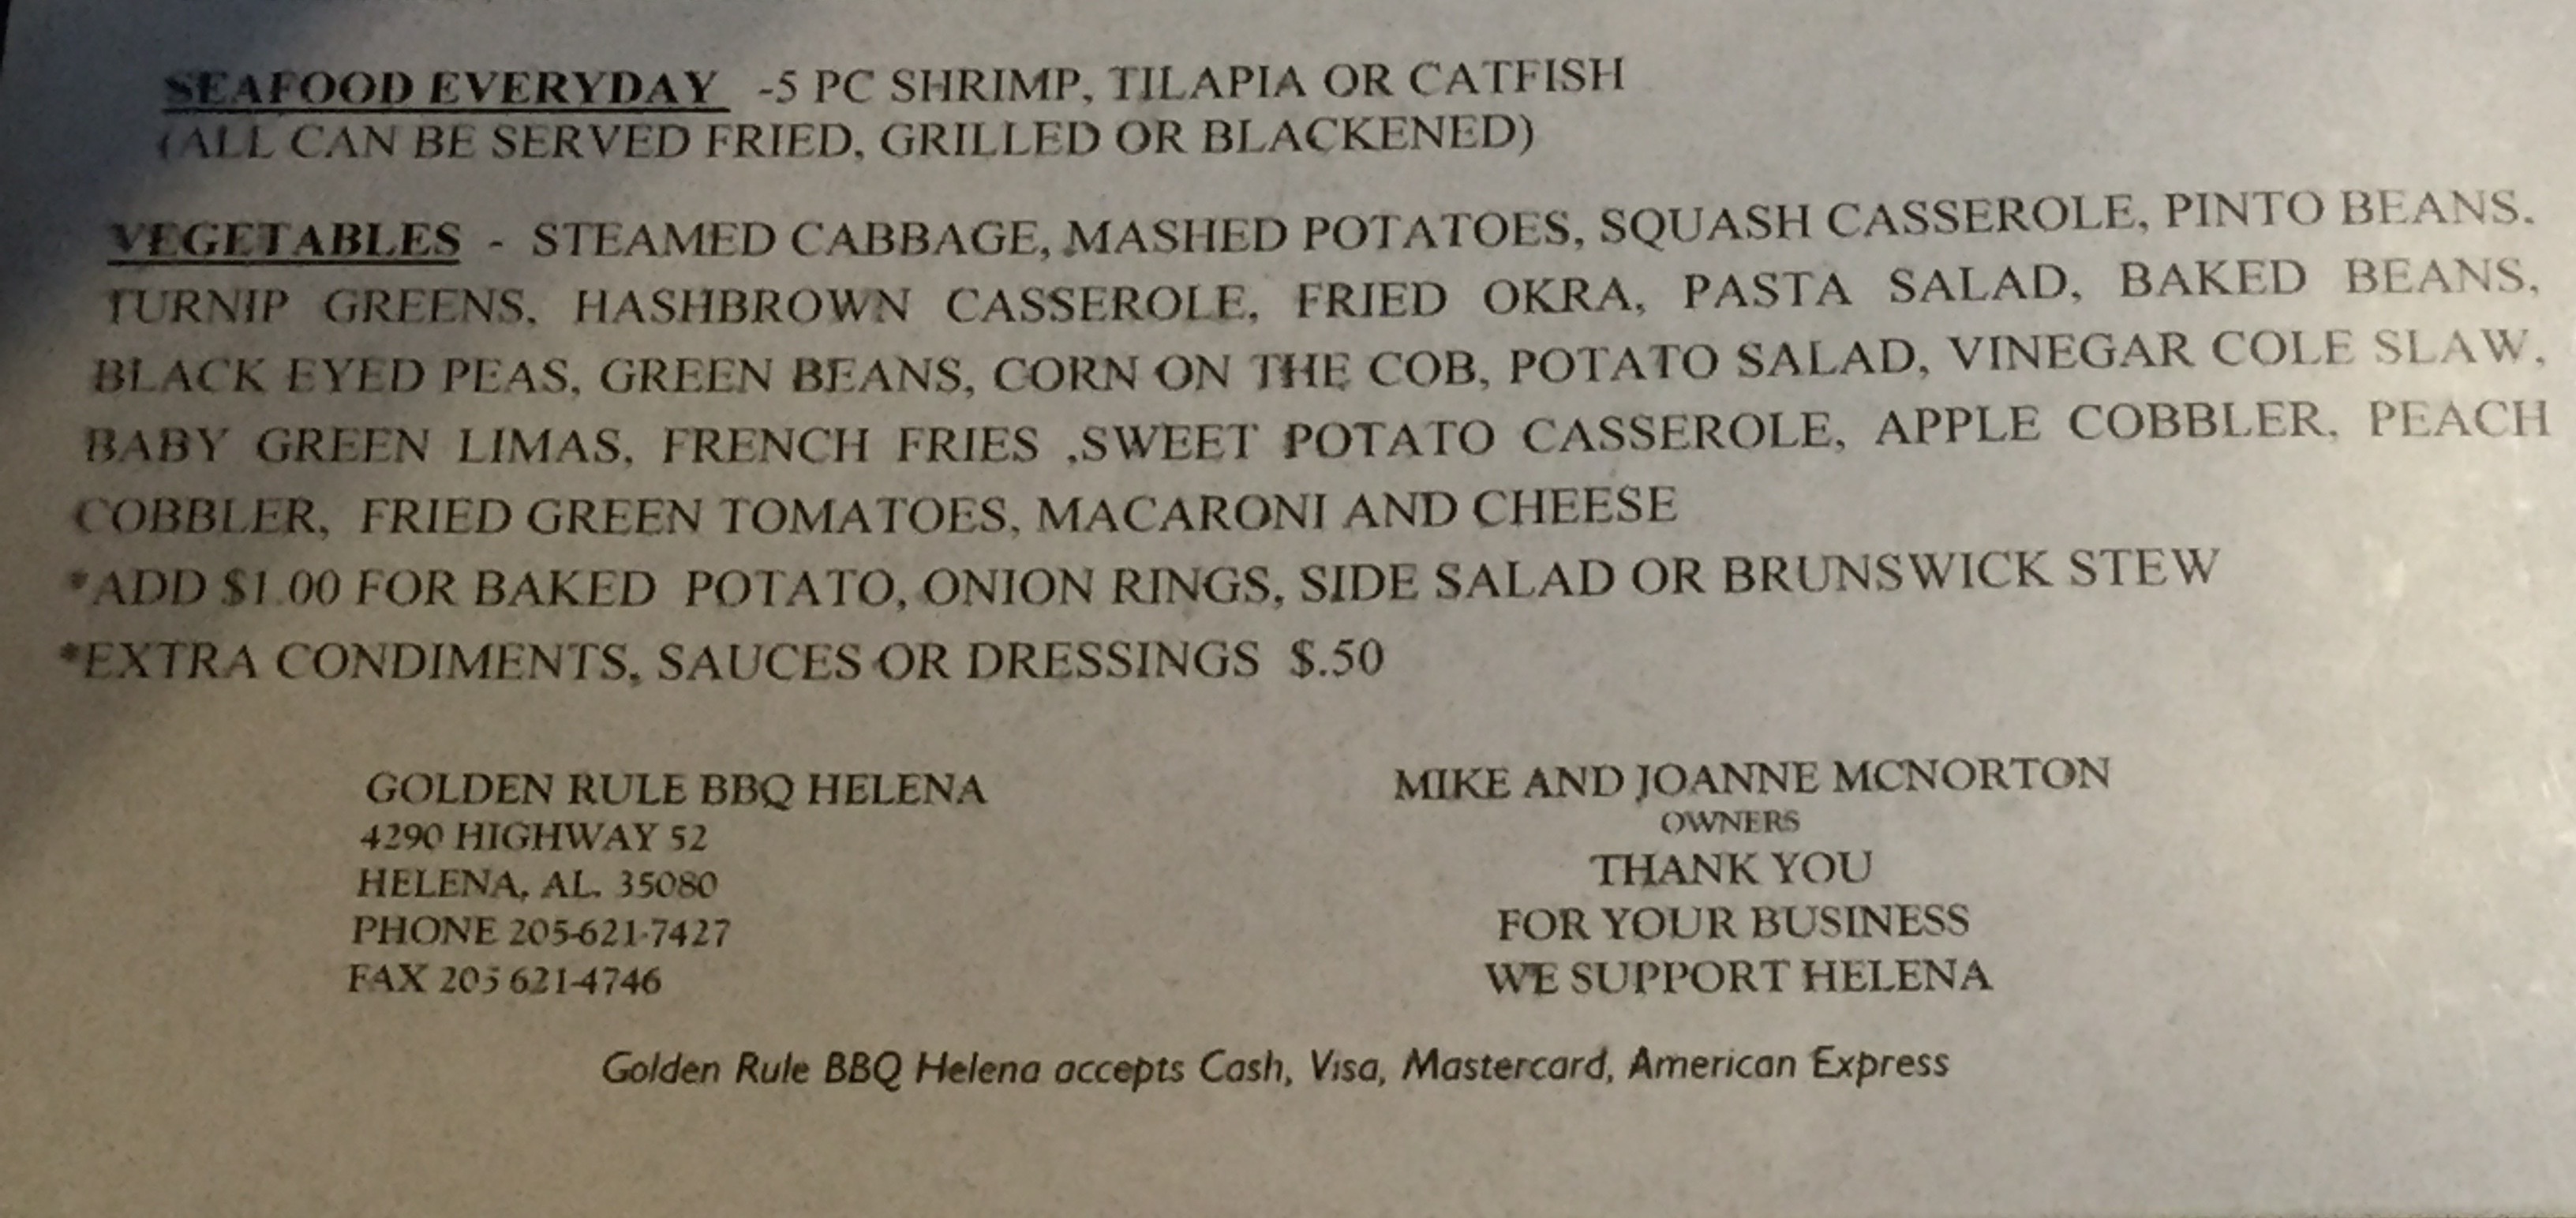 SEAFOOD EVERYDAY -5 PC SHRIMP, TILAPIA OR CATFISH
(ALL CAN BE SERVED FRIED, GRILLED OR BLACKENED)
VEGETABLES - STEAMED CABBAGE, MASHED POTATOES, SQUASH CASSEROLE, PINTO BEANS,
TURNIP GREENS, HASHBROWN CASSEROLE, FRIED OKRA, PASTA SALAD, BAKED BEANS,
BLACK EYED PEAS, GREEN BEANS, CORN ON THE COB, POTATO SALAD, VINEGAR COLE SLAW,
BABY GREEN LIMAS, FRENCH FRIES ,SWEET POTATO CASSEROLE, APPLE COBBLER, PEACH
COBBLER, FRIED GREEN TOMATOES, MACARONI AND CHEESE
*ADD $1.00 FOR BAKED POTATO, ONION RINGS, SIDE SALAD OR BRUNSWICK STEW
*EXTRA CONDIMENTS, SAUCES OR DRESSINGS $.50
GOLDEN RULE BBQ HELENA
4290 HIGHWAY 52
HELENA, AL. 35080
PHONE 205-621-7427
FAX 205 621-4746
MIKE AND JOANNE MCNORTON
OWNERS
THANK YOU
FOR YOUR BUSINESS
WE SUPPORT HELENA
Golden Rule BBQ Helena accepts Cash, Visa, Mastercard, American Express